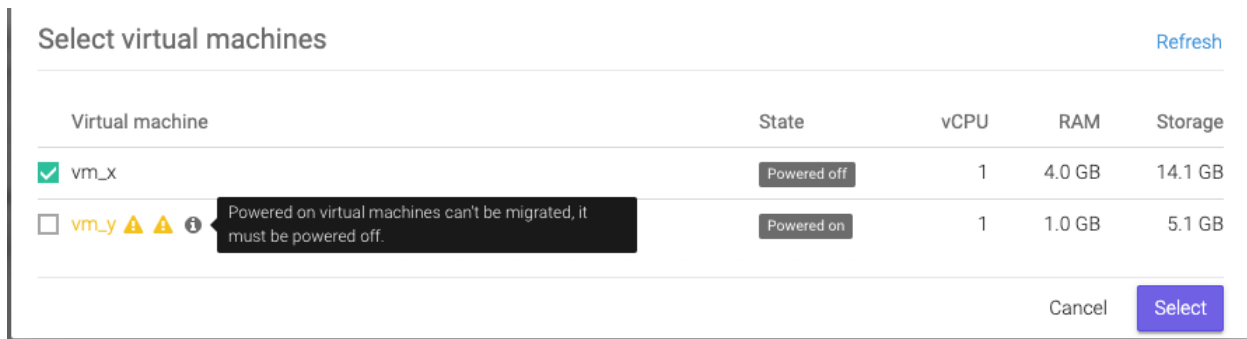 Select virtual machines Refresh
Virtual machine State vCPU RAM Storage
vm_x Powered off 1 4.0 GB 14.1 GB
vm_y Powered on virtual machines can't be migrated, it must be powered off. Powered on 1 1.0 GB 5.1 GB
Cancel Select